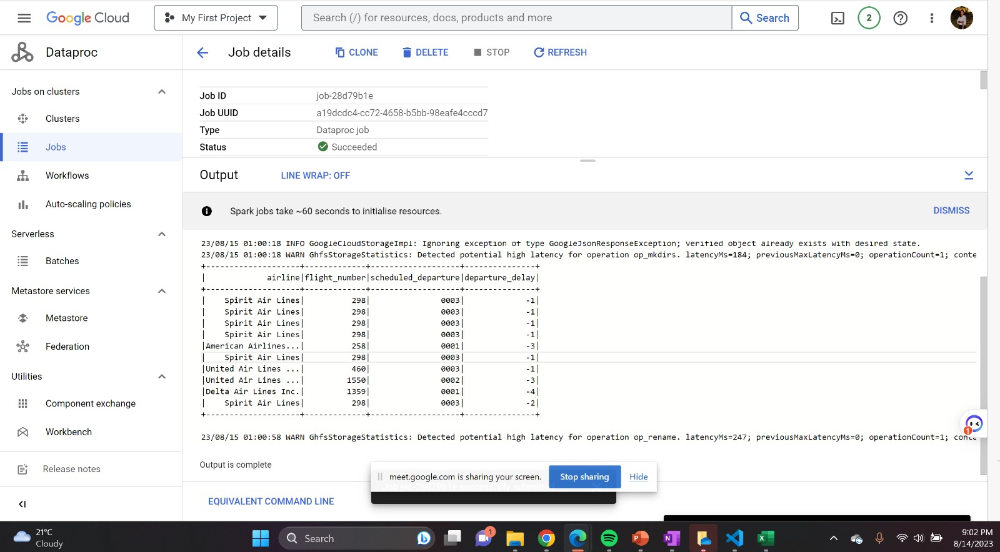 Google Cloud
My First Project
Search (/) for resources, docs, products and more
Search
2
Dataproc
Job details
CLONE
DELETE
STOP
REFRESH
Jobs on clusters
Clusters
Jobs
Workflows
Auto-scaling policies
Serverless
Batches
Metastore services
Metastore
Federation
Utilities
Component exchange
Workbench
Release notes
Job ID job-28d79b1e
Job UUID a19dcdc4-cc72-4658-b5bb-98eafe4cccd7
Type Dataproc job
Status Succeeded
Output
LINE WRAP: OFF
Spark jobs take ~60 seconds to initialise resources.
DISMISS
23/08/15 01:00:18 INFO GoogleCloudStorageImpl: Ignoring exception of type GoogleJsonResponseException; verified object already exists with desired state.
23/08/15 01:00:18 WARN GhfsStorageStatistics: Detected potential high latency for operation op_mkdirs. latencyMs=184; previousMaxLatencyMs=0; operationCount=1; conte
+--------------------+-------------+-------------------+---------------+
|             airline|flight_number|scheduled_departure|departure_delay|
+--------------------+-------------+-------------------+---------------+
|    Spirit Air Lines|          298|               0003|             -1|
|    Spirit Air Lines|          298|               0003|             -1|
|    Spirit Air Lines|          298|               0003|             -1|
|    Spirit Air Lines|          298|               0003|             -1|
|American Airlines...|          258|               0001|             -3|
|    Spirit Air Lines|          298|               0003|             -1|
|United Air Lines ...|          460|               0003|             -1|
|United Air Lines ...|         1550|               0002|             -3|
|Delta Air Lines Inc.|         1359|               0001|             -4|
|    Spirit Air Lines|          298|               0003|             -2|
+--------------------+-------------+-------------------+---------------+
23/08/15 01:00:58 WARN GhfsStorageStatistics: Detected potential high latency for operation op_rename. latencyMs=247; previousMaxLatencyMs=0; operationCount=1; conte
Output is complete
1
meet.google.com is sharing your screen.
Stop sharing
Hide
Job job-28d79b1e successfully submitted
EQUIVALENT COMMAND LINE
21°C
Cloudy
Search
1
9:02 PM
8/14/2023